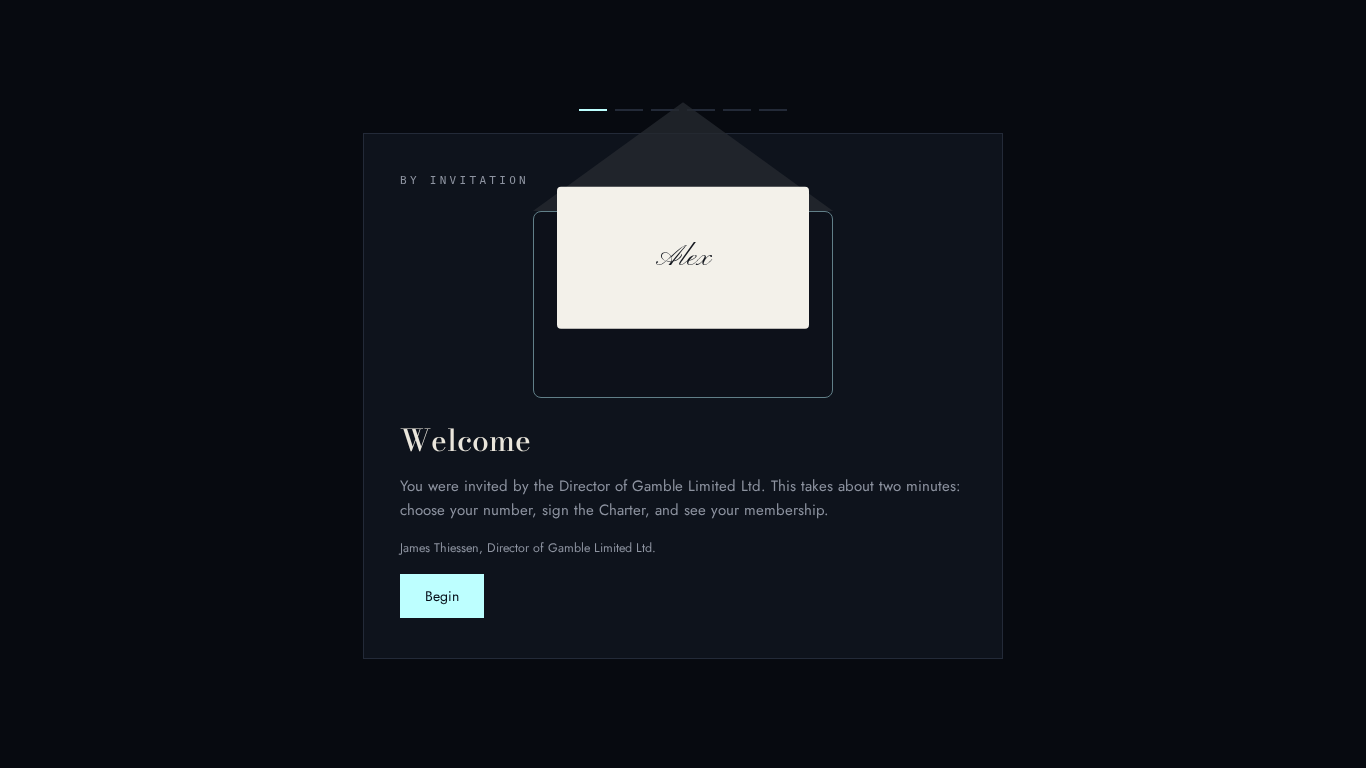 BY INVITATION
Alex
Welcome
You were invited by the Director of Gamble Limited Ltd. This takes about two minutes:
choose your number, sign the Charter, and see your membership.
James Thiessen, Director of Gamble Limited Ltd.
Begin